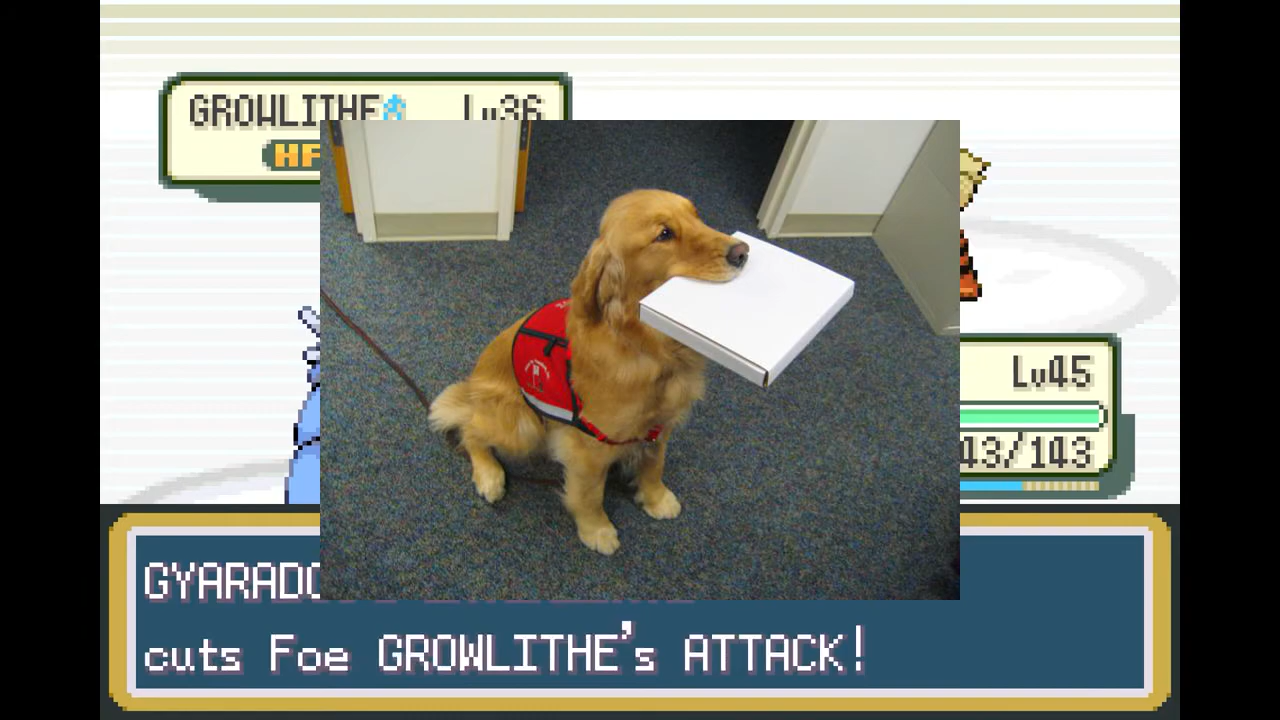 GROWLITHE♂ Lv36
HP
Lv45
43/143
GYARADO
cuts Foe GROWLITHE's ATTACK!